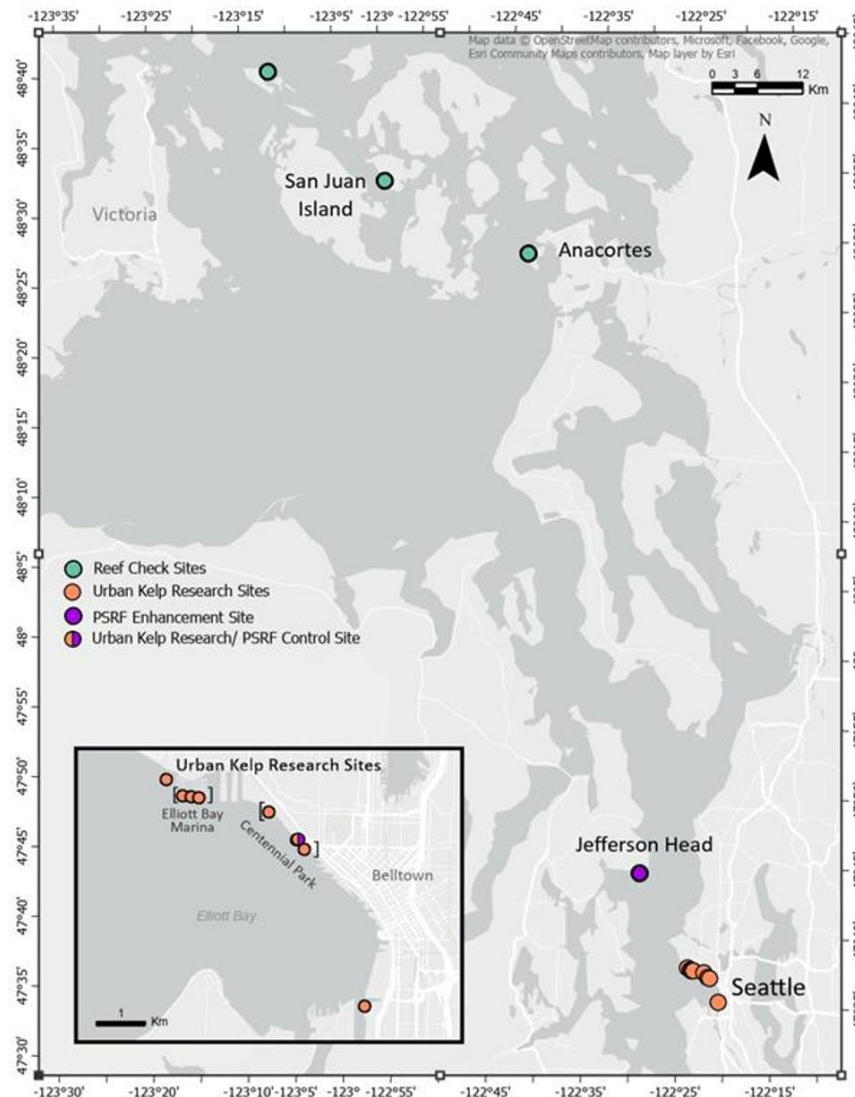 -123°35' -123°25' -123°15' -123°5' -122°55' -122°45' -122°35' -122°25' -122°15'
Map data © OpenStreetMap contributors, Microsoft, Facebook, Google,
Esri Community Maps contributors, Map layer by Esri
0 3 6 12
Km
N
48°40'
48°35'
48°30'
48°25'
48°20'
48°15'
48°10'
48°5'
48°
47°55'
47°50'
47°45'
47°40'
47°35'
47°30'
San Juan
Island
Victoria
Anacortes
Reef Check Sites
Urban Kelp Research Sites
PSRF Enhancement Site
Urban Kelp Research/ PSRF Control Site
Urban Kelp Research Sites
Elliott Bay
Marina
Centennial Park
Belltown
Elliott Bay
1
Km
Jefferson Head
Seattle
-123°30' -123°20' -123°10' -123°5' -123° -122°55' -122°45' -122°35' -122°25' -122°15'